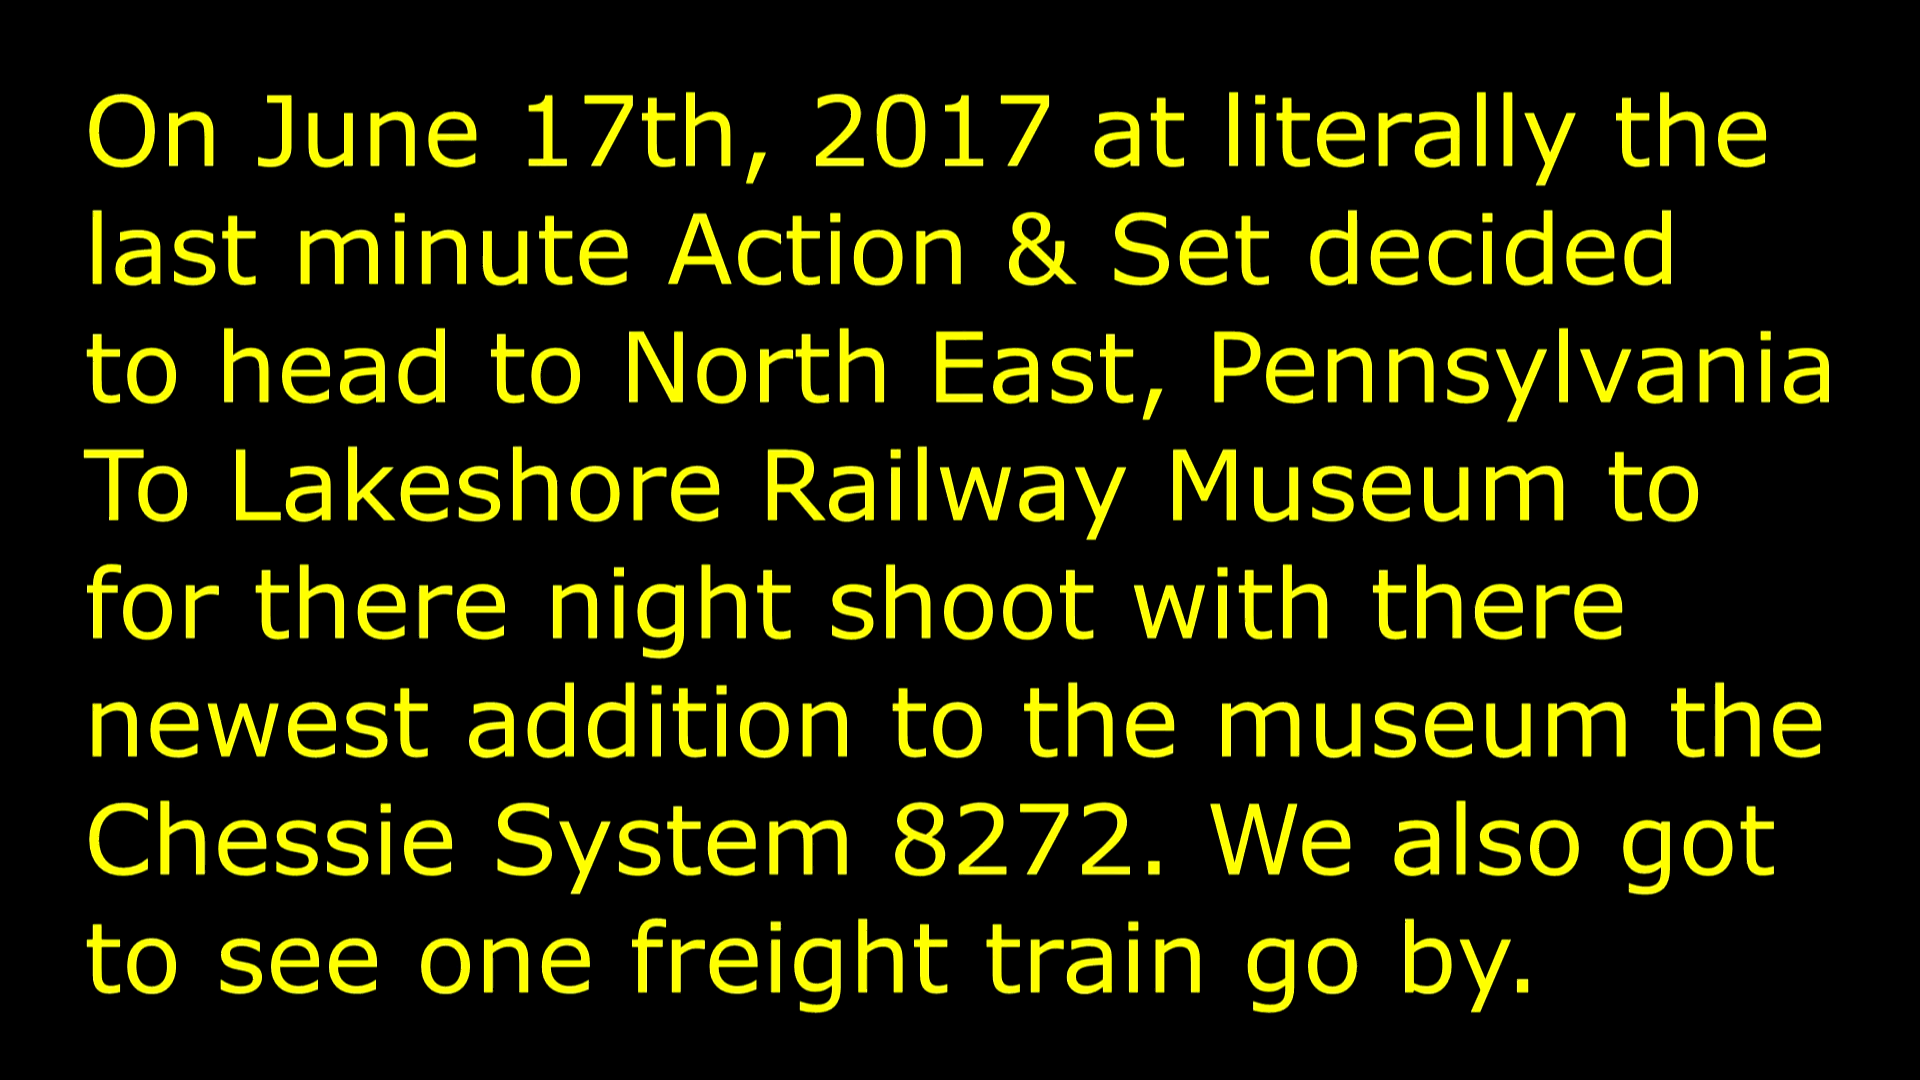 On June 17th, 2017 at literally the
last minute Action & Set decided
to head to North East, Pennsylvania
To Lakeshore Railway Museum to
for there night shoot with there
newest addition to the museum the
Chessie System 8272. We also got
to see one freight train go by.